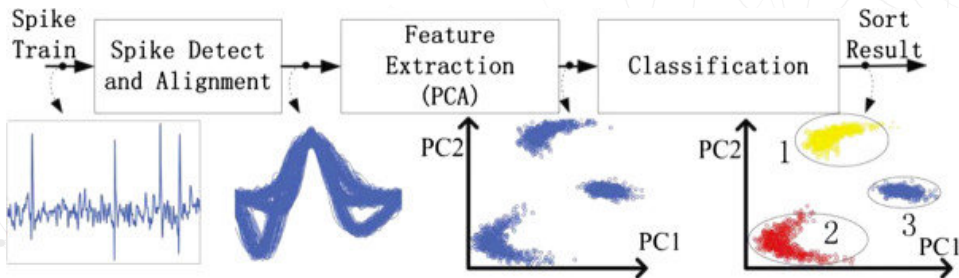 Spike
Train
Spike Detect
and Alignment
Feature
Extraction
(PCA)
Classification
Sort
Result
PC2
PC1
PC2
1
2
3
PC1